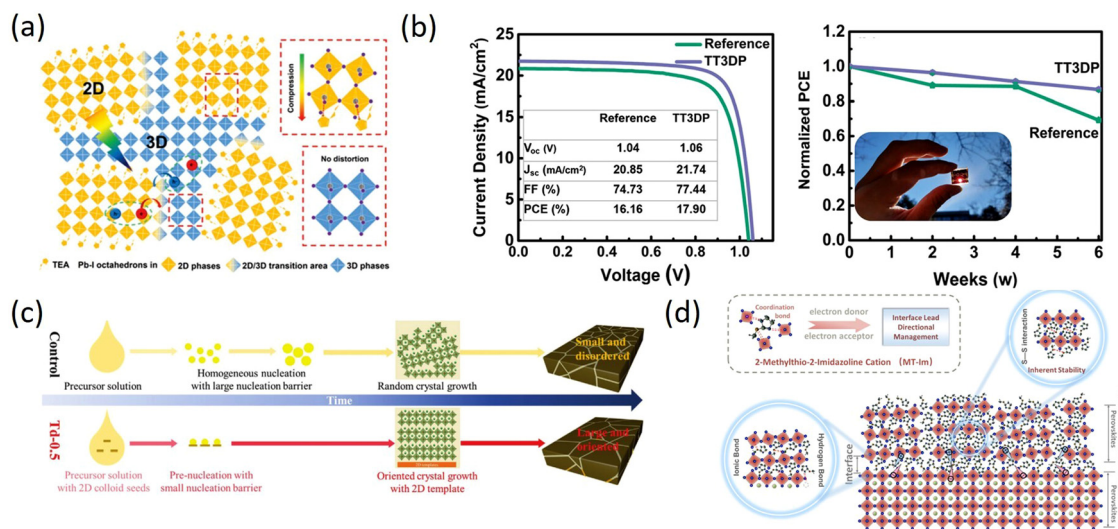 (a)
2D
3D
Compression
No distortion
TEA Pb-I octahedrons in 2D phases 2D/3D transition area 3D phases
(b)
Current Density (mA/cm²)
25
20
15
10
5
0
0.0 0.2 0.4 0.6 0.8 1.0
Voltage (v)
Reference
TT3DP
Reference TT3DP
Voc (V) 1.04 1.06
Jsc (mA/cm²) 20.85 21.74
FF (%) 74.73 77.44
PCE (%) 16.16 17.90
Normalized PCE
1.2
1.0
0.8
0.6
0.4
0.2
0.0
0 2 4 6
Weeks (w)
TT3DP
Reference
(c)
Control
Precursor solution
Homogeneous nucleation
with large nucleation barrier
Random crystal growth
Small and
disordered
Time
Td-0.5
Precursor solution
with 2D colloid seeds
Pre-nucleation with
small nucleation barrier
Oriented crystal growth
with 2D template
Large and
oriented
(d)
Coordination
bond
electron donor
electron acceptor
Interface Lead
Directional
Management
2-Methylthio-2-Imidazoline Cation (MT-Im)
S—S interaction
Inherent Stability
Ionic Bond
Hydrogen Bond
Interface
Perovskites
Perovskites